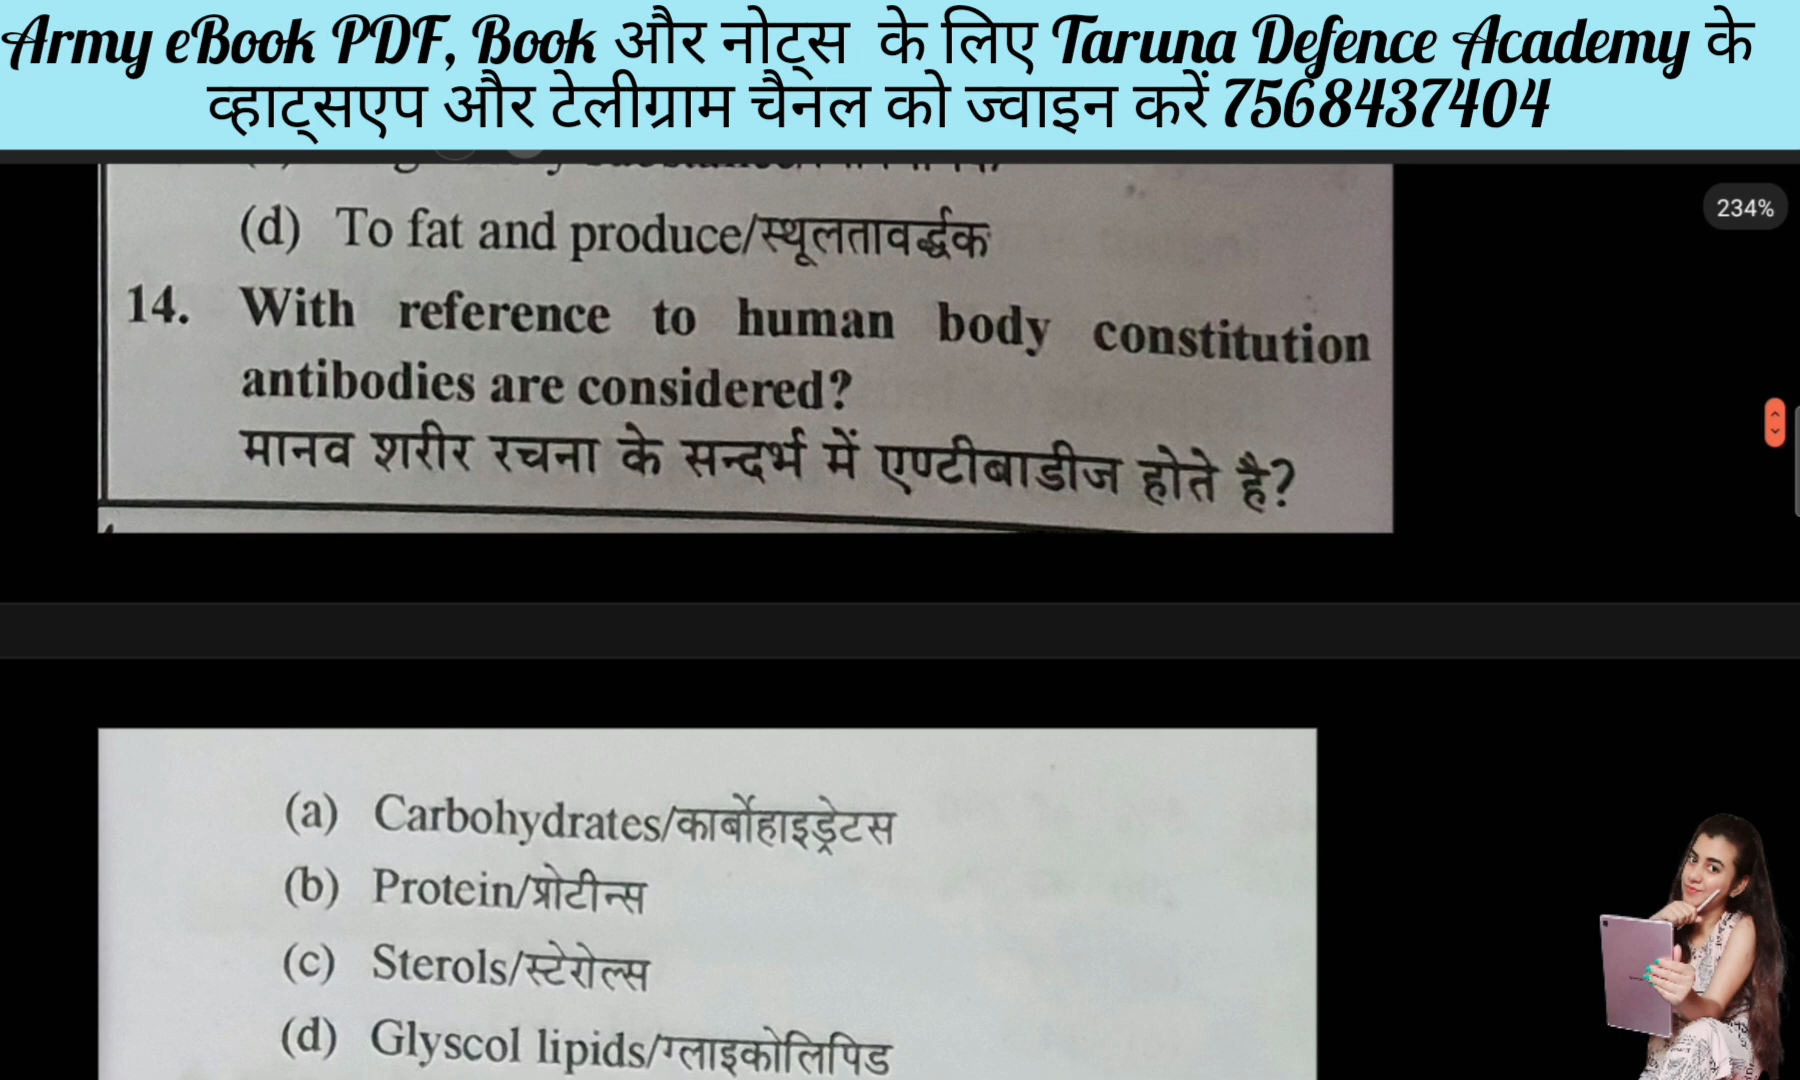 Army eBook PDF, Book और नोट्स के लिए Taruna Defence Academy के
व्हाट्सएप और टेलीग्राम चैनल को ज्वाइन करें 7568437404
234%
(d) To fat and produce/स्थूलतावर्द्धक
14. With reference to human body constitution
antibodies are considered?
मानव शरीर रचना के सन्दर्भ में एण्टीबाडीज होते है?
(a) Carbohydrates/कार्बोहाइड्रेटस
(b) Protein/प्रोटीन्स
(c) Sterols/स्टेरोल्स
(d) Glyscol lipids/ग्लाइकोलिपिड